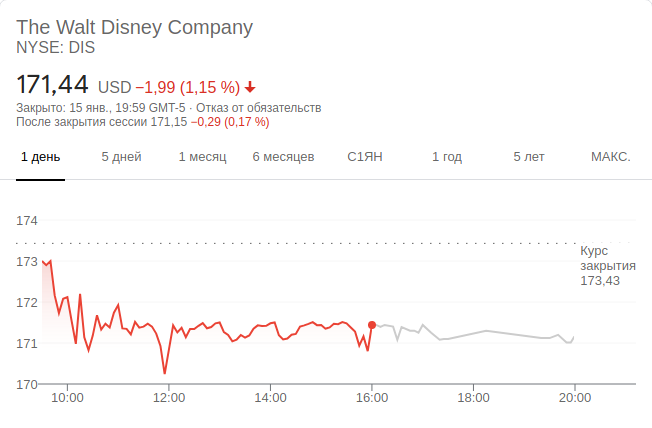 The Walt Disney Company
NYSE: DIS
171,44 USD −1,99 (1,15 %)
Закрыто: 15 янв., 19:59 GMT-5 · Отказ от обязательств
После закрытия сессии 171,15 −0,29 (0,17 %)
1 день 5 дней 1 месяц 6 месяцев С1ЯН 1 год 5 лет МАКС.
174
173
172
171
170
Курс
закрытия
173,43
10:00 12:00 14:00 16:00 18:00 20:00